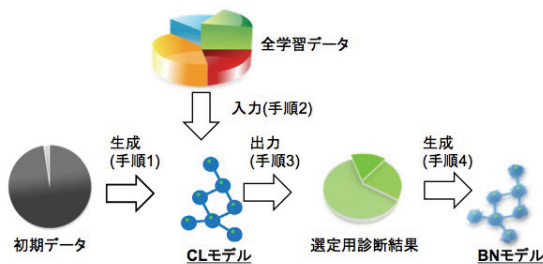 全学習データ
入力(手順2)
生成
(手順1)
出力
(手順3)
生成
(手順4)
初期データ
CLモデル
選定用診断結果
BNモデル